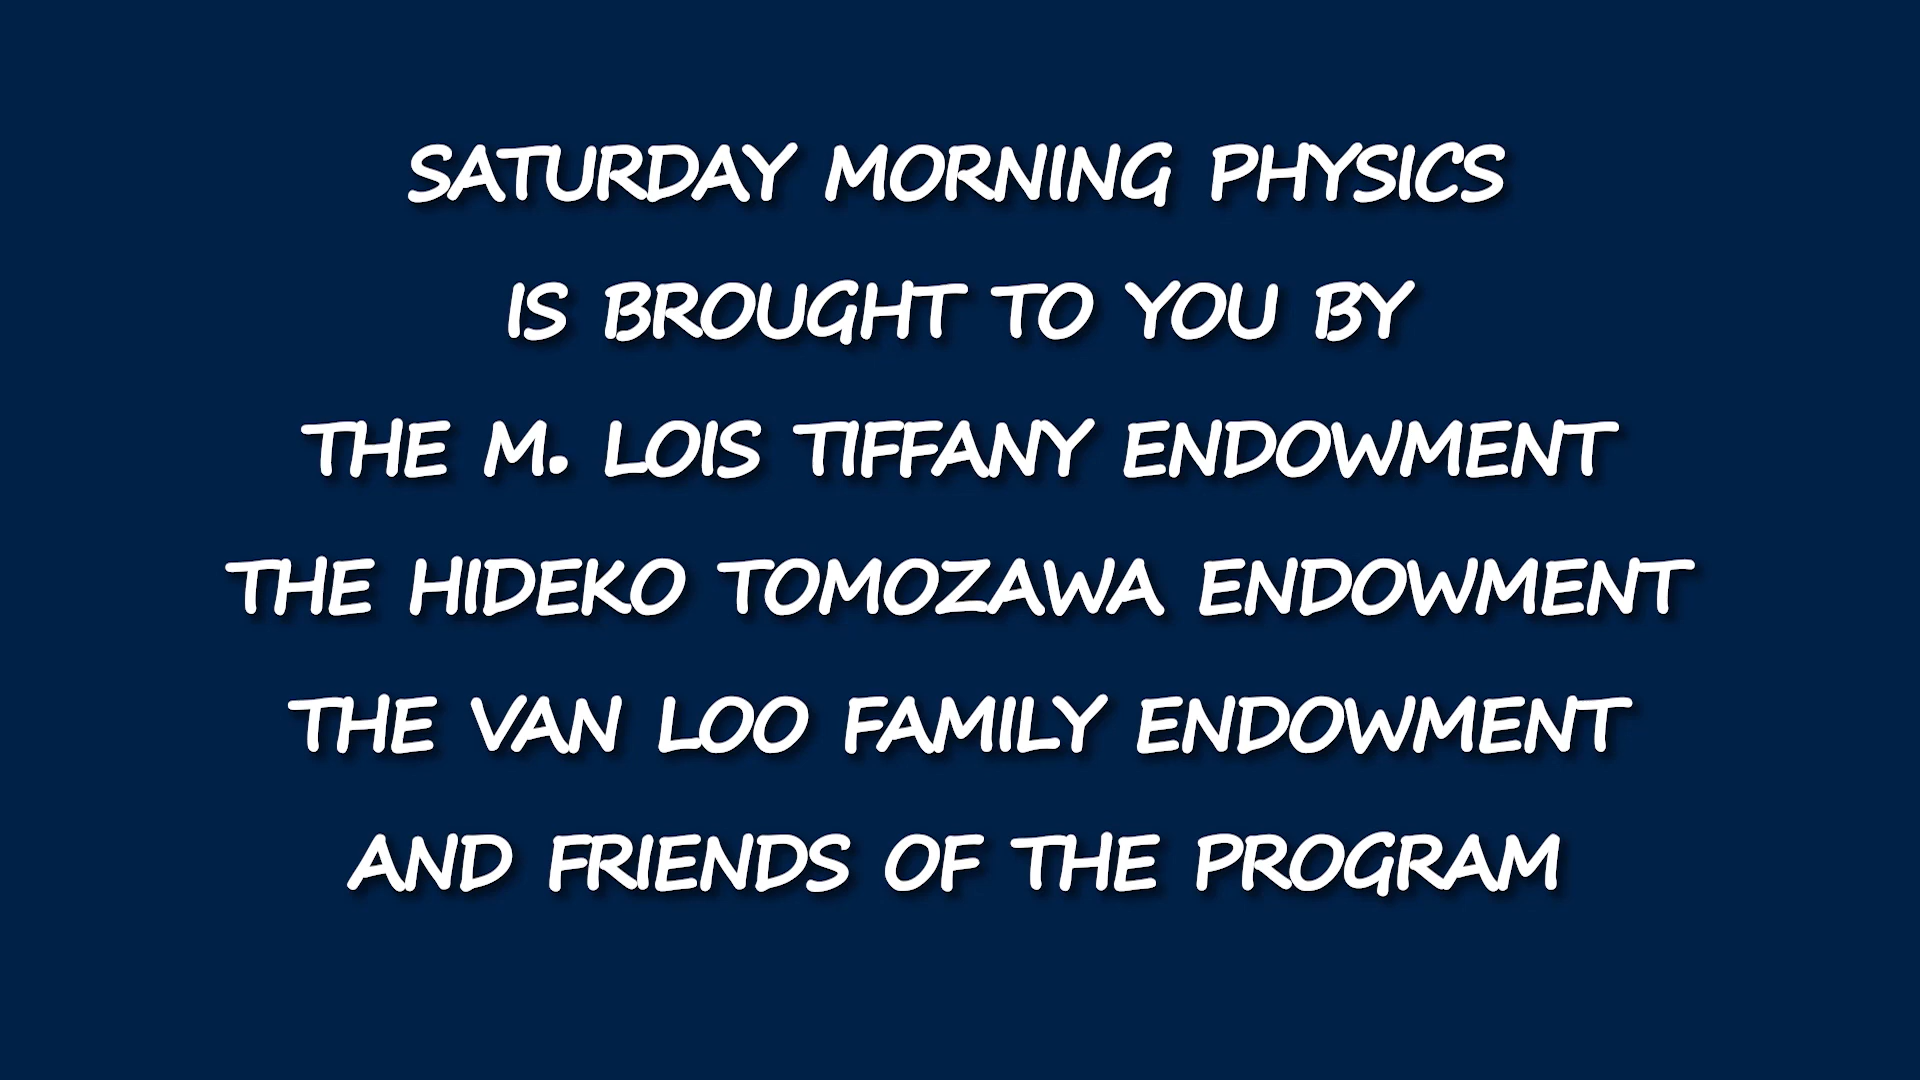 SATURDAY MORNING PHYSICS
IS BROUGHT TO YOU BY
THE M. LOIS TIFFANY ENDOWMENT
THE HIDEKO TOMOZAWA ENDOWMENT
THE VAN LOO FAMILY ENDOWMENT
AND FRIENDS OF THE PROGRAM